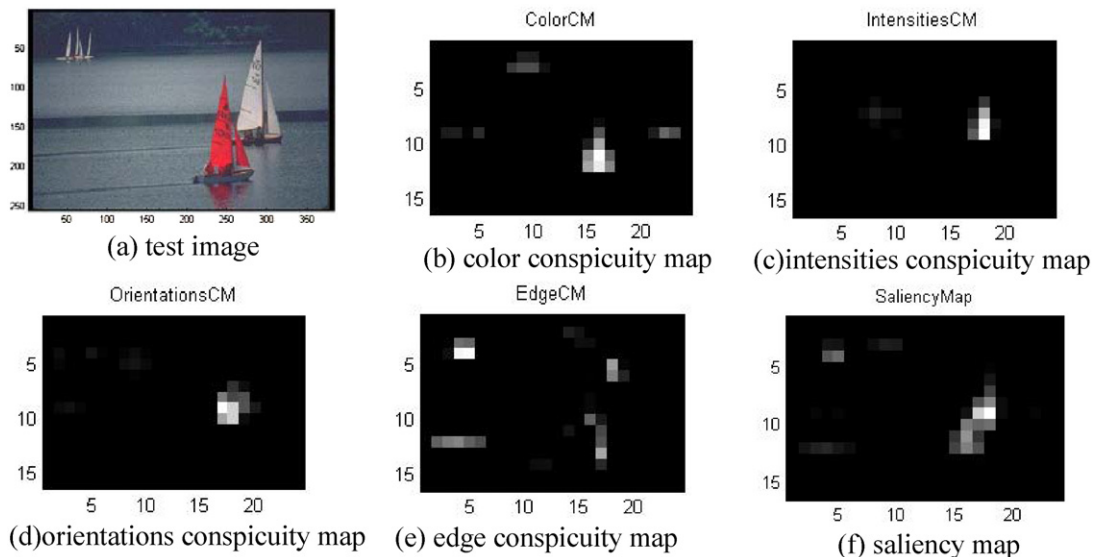 ColorCM
IntensitiesCM
50
100
150
200
250
50 100 150 200 250 300 350
5
10
15
5 10 15 20
5
10
15
5 10 15 20
(a) test image
(b) color conspicuity map
(c)intensities conspicuity map
OrientationsCM
EdgeCM
SaliencyMap
5
10
15
5 10 15 20
5
10
15
5 10 15 20
5
10
15
5 10 15 20
(d)orientations conspicuity map
(e) edge conspicuity map
(f) saliency map